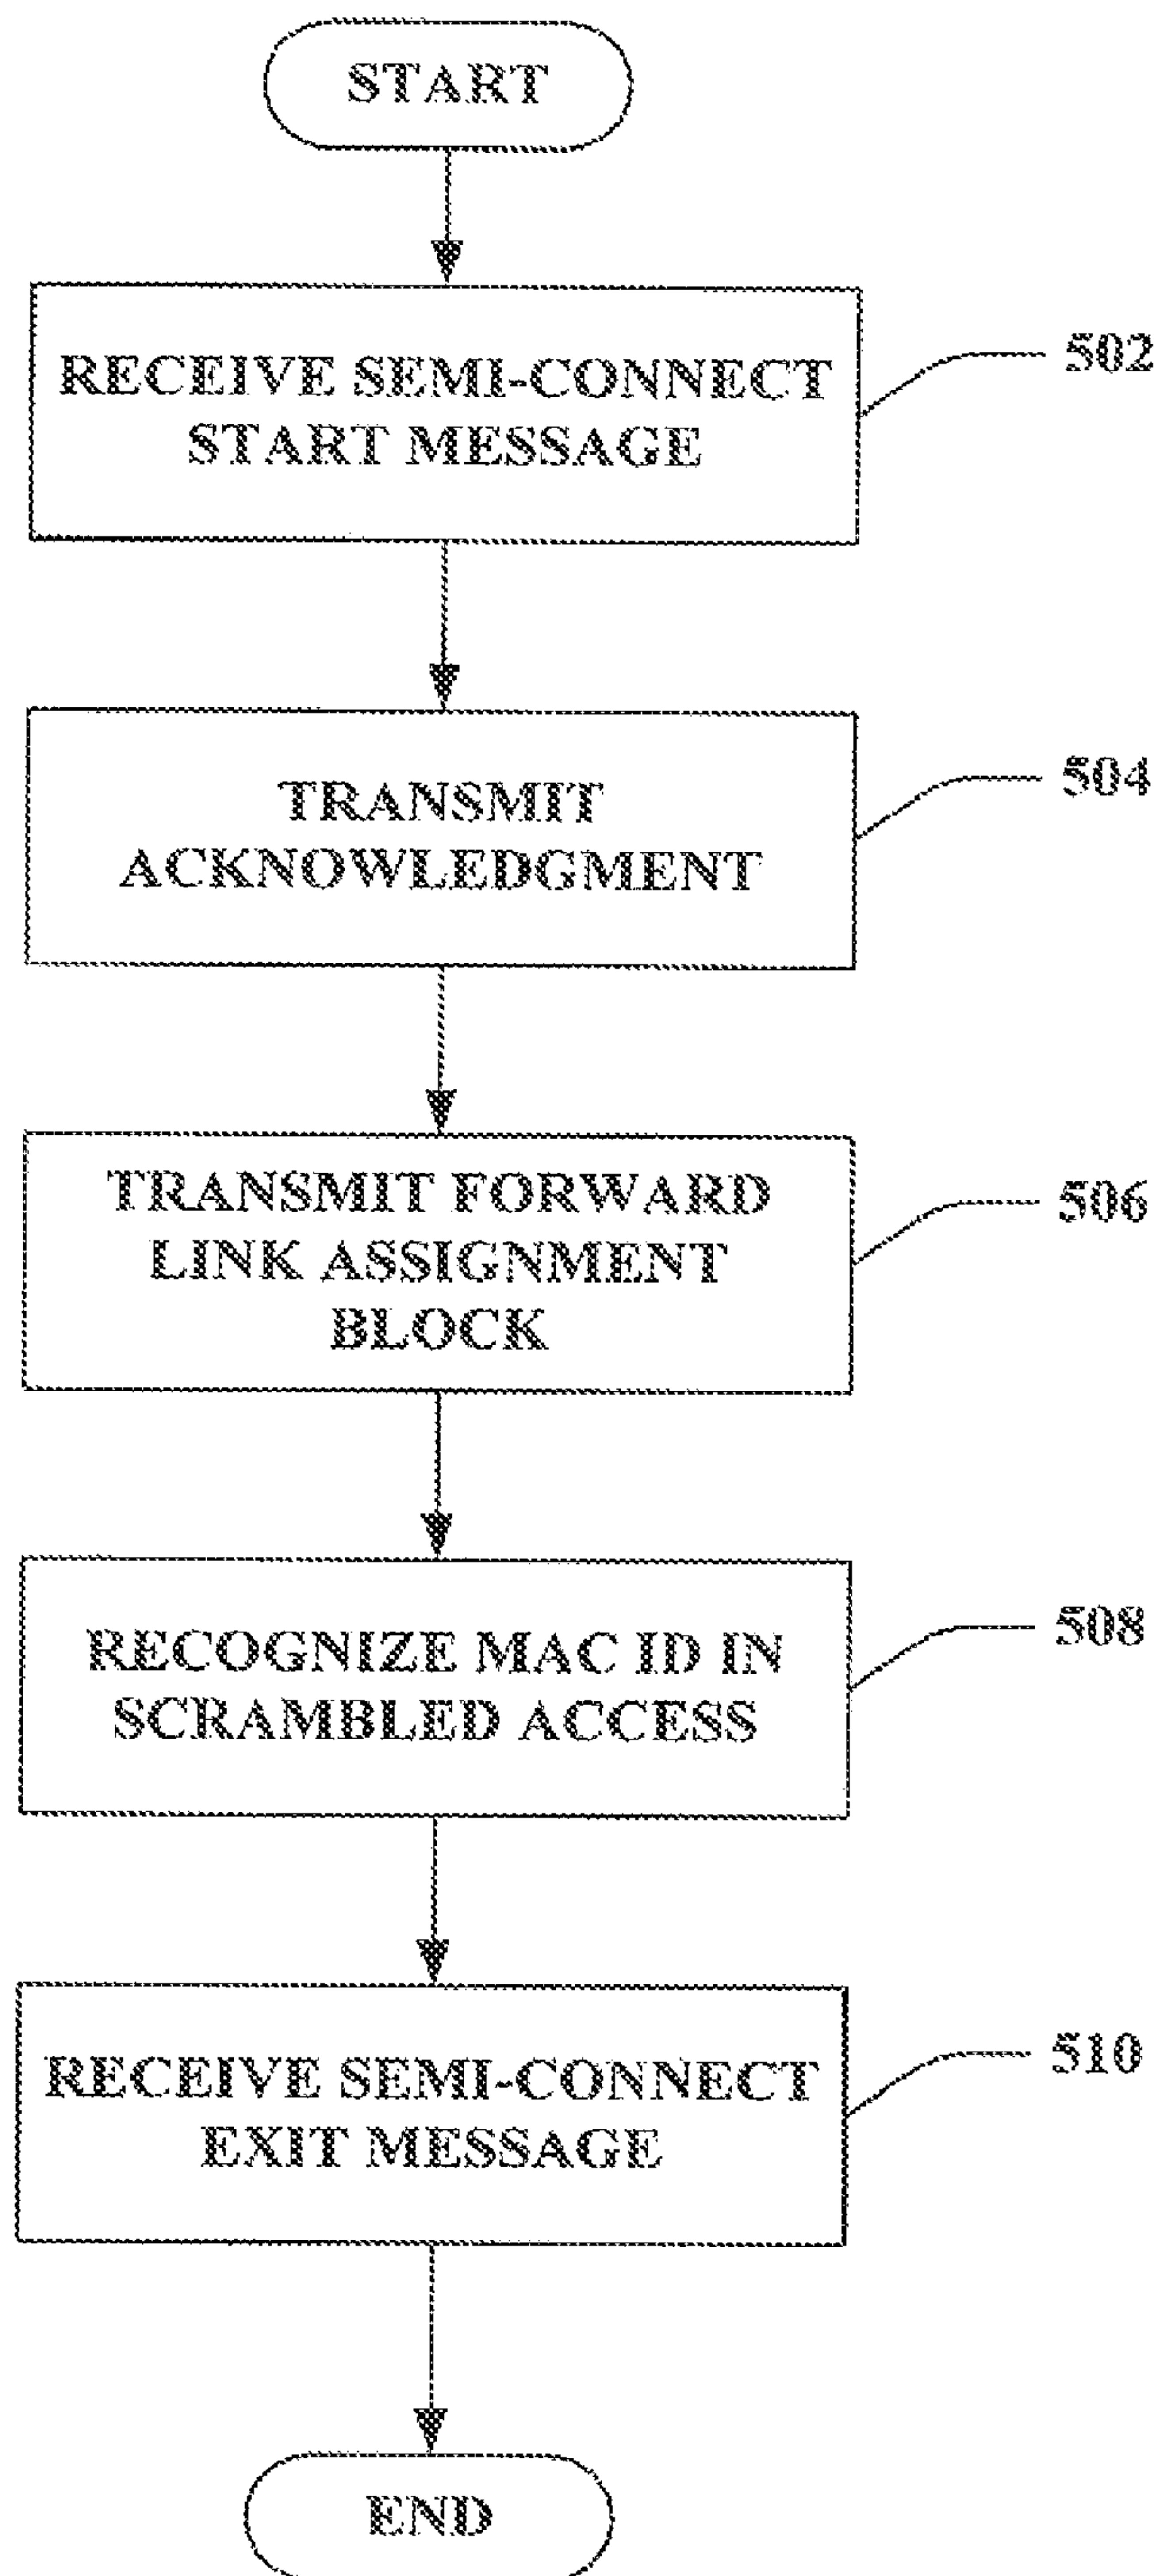 START
RECEIVE SEMI-CONNECT
START MESSAGE
502
TRANSMIT
ACKNOWLEDGMENT
504
TRANSMIT FORWARD
LINK ASSIGNMENT
BLOCK
506
RECOGNIZE MAC ID IN
SCRAMBLED ACCESS
508
RECEIVE SEMI-CONNECT
EXIT MESSAGE
510
END